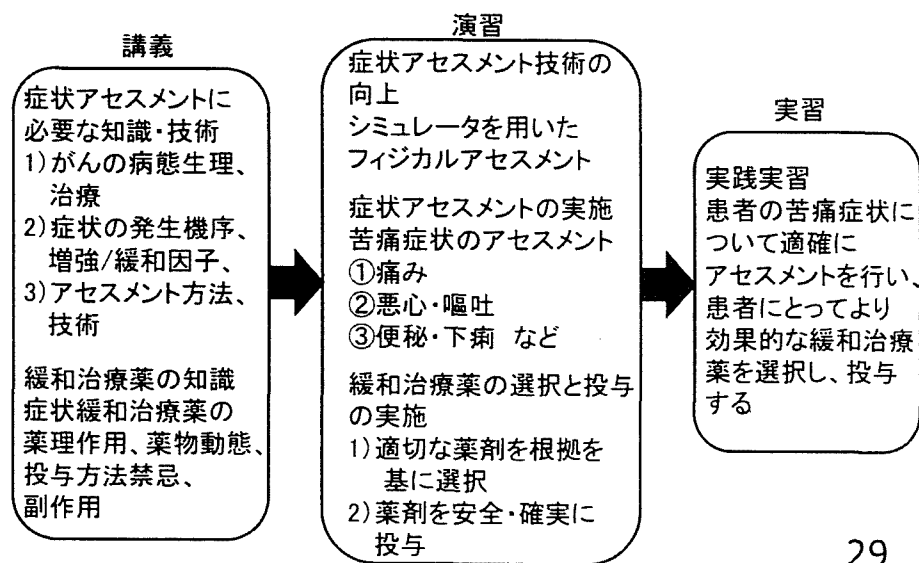 講義
症状アセスメントに
必要な知識・技術
1)がんの病態生理、
治療
2)症状の発生機序、
増強/緩和因子、
3)アセスメント方法、
技術
緩和治療薬の知識
症状緩和治療薬の
薬理作用、薬物動態、
投与方法禁忌、
副作用
演習
症状アセスメント技術の
向上
シミュレータを用いた
フィジカルアセスメント
症状アセスメントの実施
苦痛症状のアセスメント
①痛み
②悪心・嘔吐
③便秘・下痢 など
緩和治療薬の選択と投与
の実施
1)適切な薬剤を根拠を
基に選択
2)薬剤を安全・確実に
投与
実習
実践実習
患者の苦痛症状に
ついて適確に
アセスメントを行い、
患者にとってより
効果的な緩和治療
薬を選択し、投与
する
29